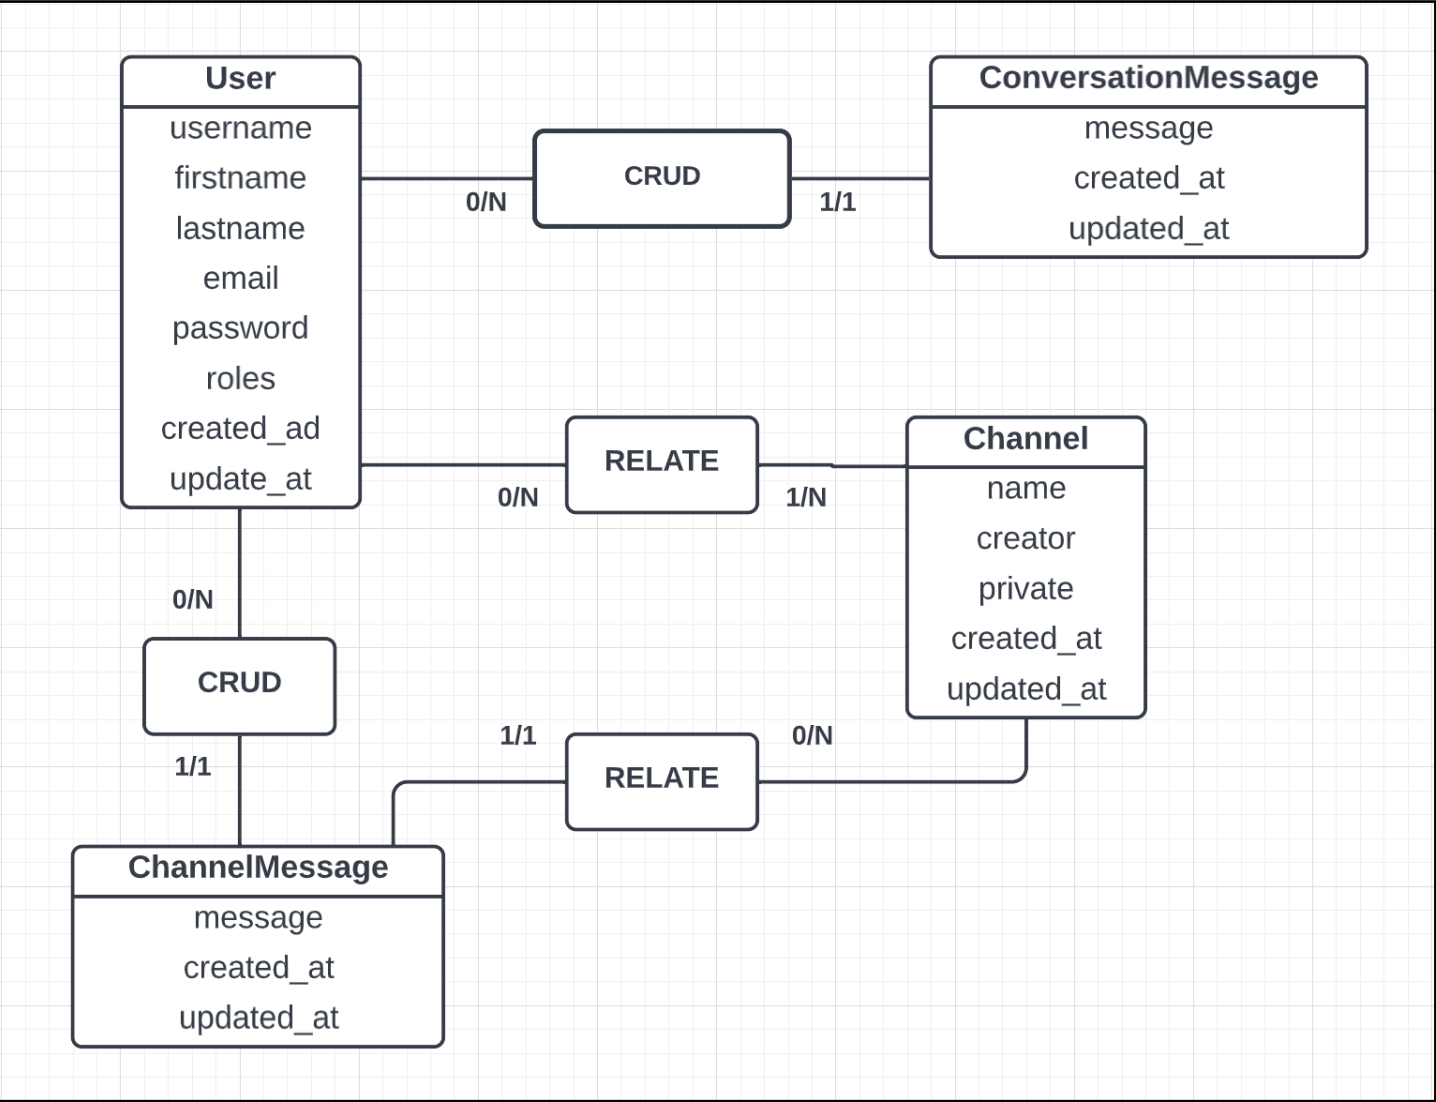 User
username
firstname
lastname
email
password
roles
created_ad
update_at
0/N
CRUD
1/1
ConversationMessage
message
created_at
updated_at
0/N
RELATE
1/N
Channel
name
creator
private
created_at
updated_at
0/N
CRUD
1/1
1/1
RELATE
0/N
ChannelMessage
message
created_at
updated_at